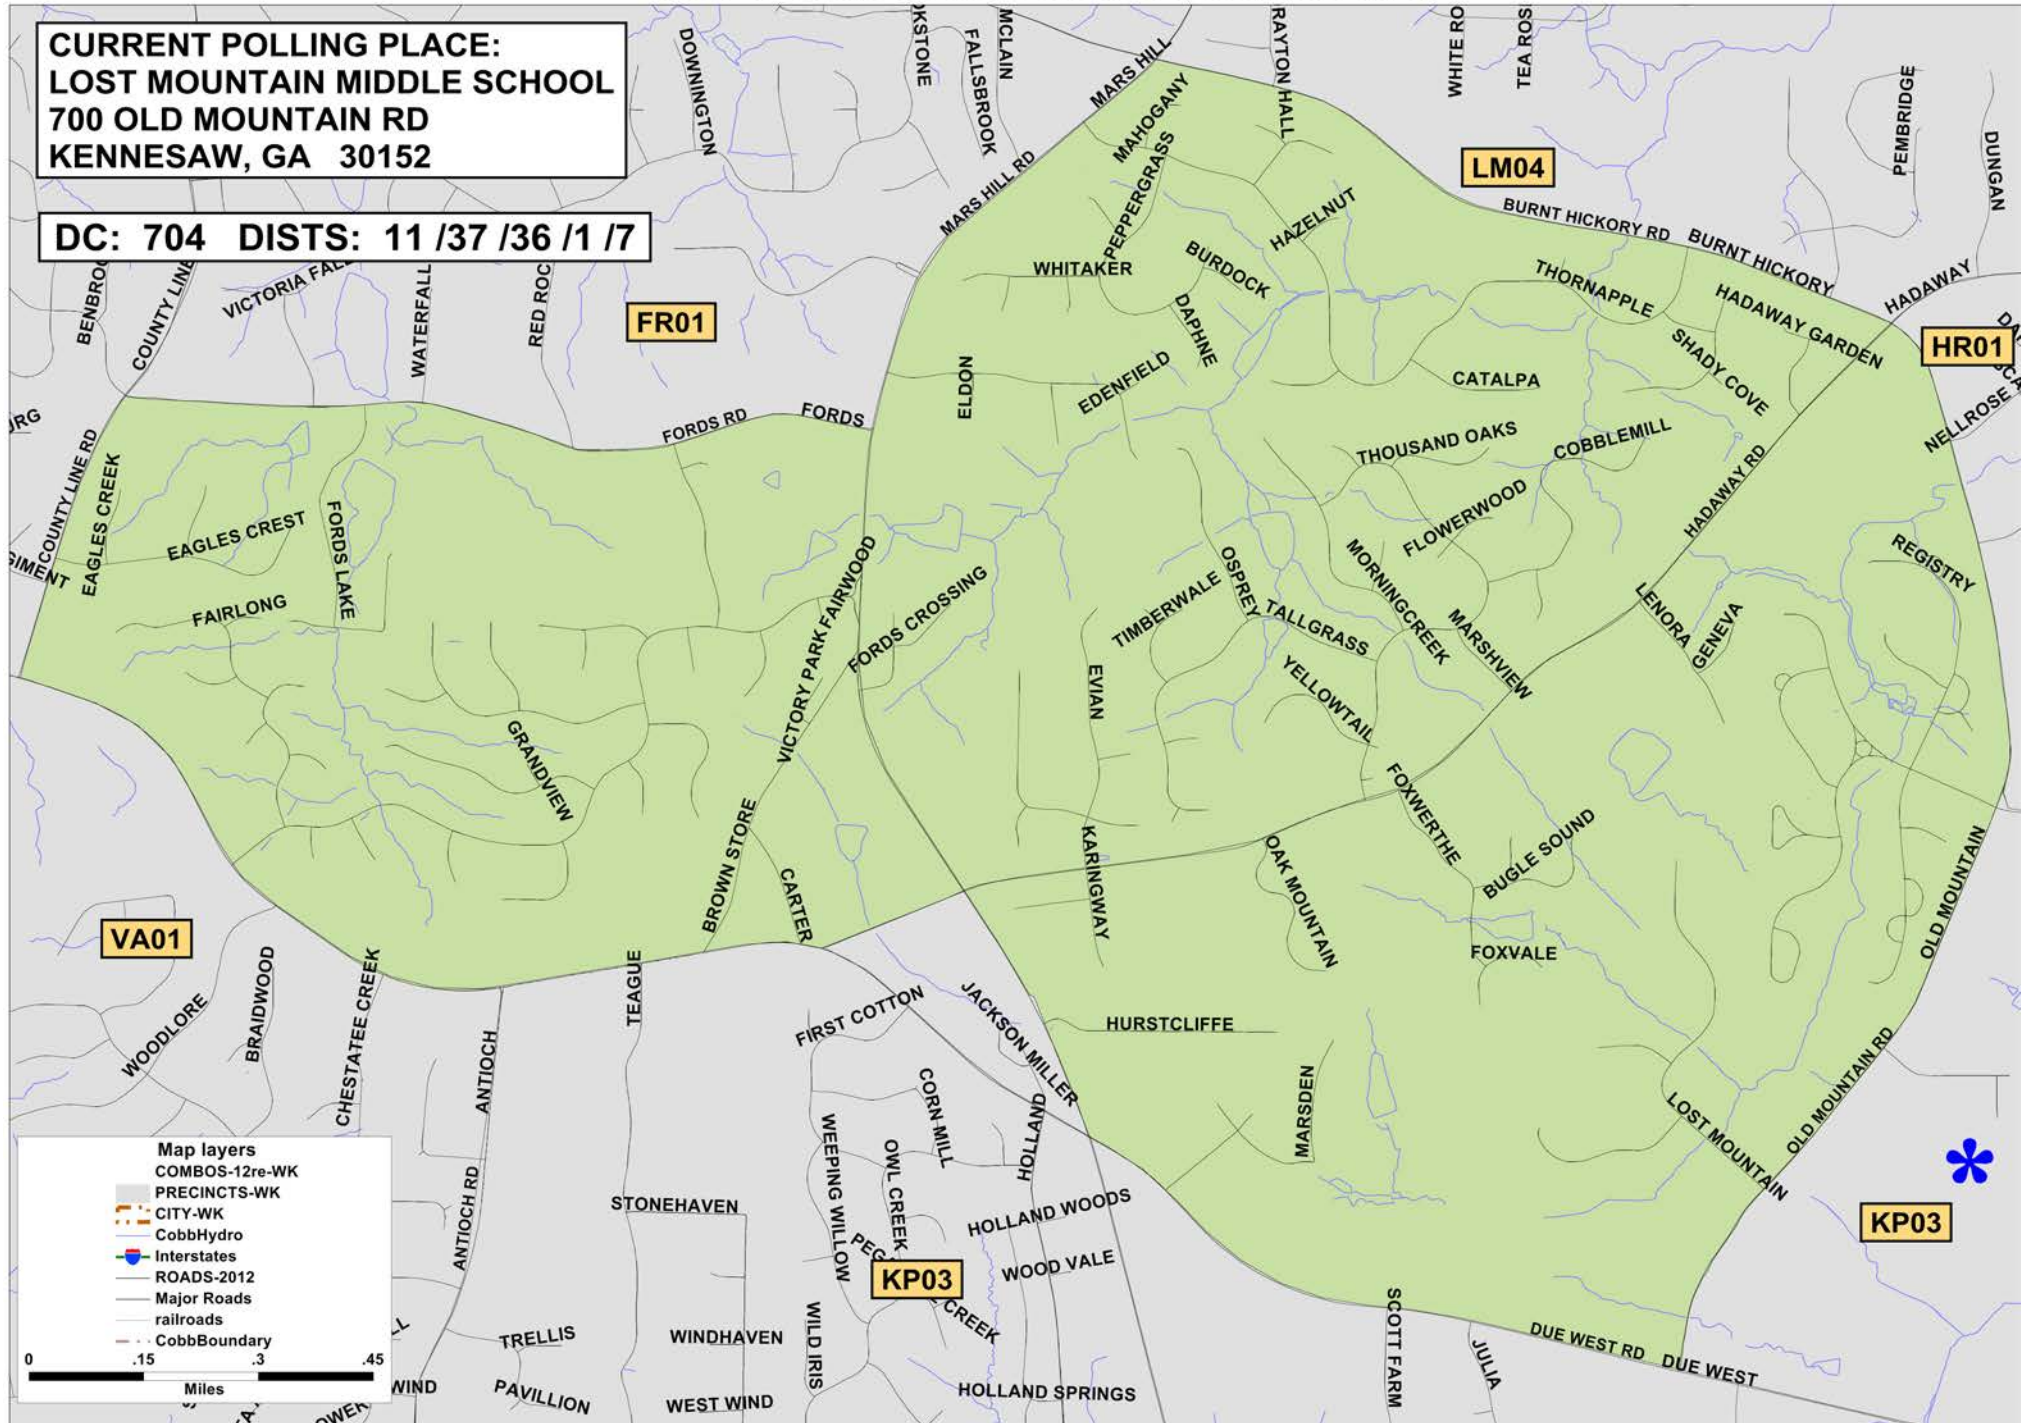 CURRENT POLLING PLACE:
LOST MOUNTAIN MIDDLE SCHOOL
700 OLD MOUNTAIN RD
KENNESAW, GA 30152
DC: 704 DISTS: 11 /37 /36 /1 /7
DOWNINGTON
FALLSBROOK
MCLAIN
MARS HILL
MARS HILL RD
MAHOGANY
PEPPERGRASS
RAYTON HALL
WHITE RO
TEA ROS
PEMBRIDGE
DUNGAN
LM04
BURNT HICKORY RD
BURNT HICKORY
HADAWAY
HAZELNUT
BURDOCK
WHITAKER
DAPHNE
THORNAPPLE
HADAWAY GARDEN
SHADY COVE
HR01
NELLROSE
BENBROO
COUNTY LINE
VICTORIA FALL
WATERFALL
RED ROC
FR01
ELDON
EDENFIELD
CATALPA
FORDS RD
FORDS
THOUSAND OAKS
COBBLEMILL
HADAWAY RD
URG
COUNTY LINE RD
EAGLES CREEK
EAGLES CREST
FORDS LAKE
FLOWERWOOD
GIMENT
FAIRLONG
FAIRWOOD
VICTORY PARK
FORDS CROSSING
OSPREY
TIMBERWALE
TALLGRASS
MORNINGCREEK
MARSHVIEW
LENORA
GENEVA
REGISTRY
EVIAN
YELLOWTAIL
GRANDVIEW
BROWN STORE
CARTER
KARINGWAY
OAK MOUNTAIN
FOXWERTHE
BUGLE SOUND
FOXVALE
OLD MOUNTAIN
VA01
WOODLORE
BRAIDWOOD
CHESTATEE CREEK
ANTIOCH
TEAGUE
FIRST COTTON
JACKSON MILLER
HURSTCLIFFE
MARSDEN
LOST MOUNTAIN
OLD MOUNTAIN RD
CORN MILL
HOLLAND
WEEPING WILLOW
OWL CREEK
ANTIOCH RD
STONEHAVEN
HOLLAND WOODS
WOOD VALE
KP03
CREEK
KP03
SCOTT FARM
JULIA
DUE WEST RD
DUE WEST
TRELLIS
PAVILLION
WINDHAVEN
WEST WIND
WILD IRIS
HOLLAND SPRINGS
WIND
Map layers
COMBOS-12re-WK
PRECINCTS-WK
CITY-WK
CobbHydro
Interstates
ROADS-2012
Major Roads
railroads
CobbBoundary
0 .15 .3 .45
Miles